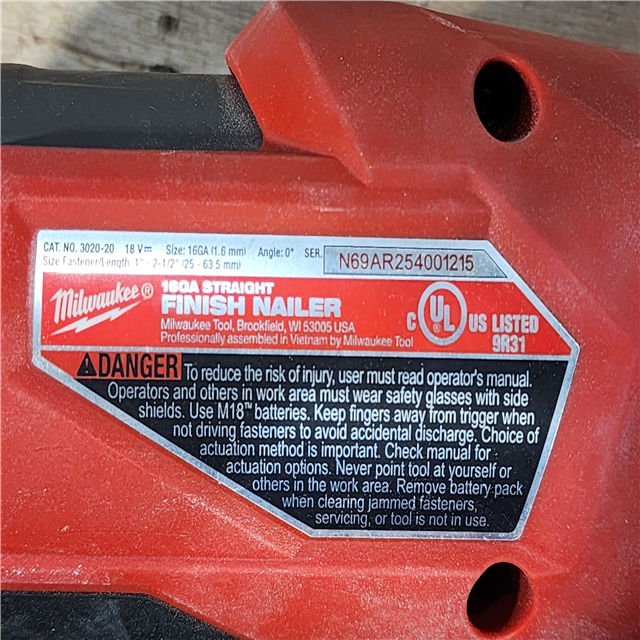 CAT. NO. 3020-20 18 V⎓ Size: 16GA (1.6 mm) Angle: 0° SER. N69AR254001215
Size Fastener/Length 1" - 2-1/2" (25 - 63.5 mm)
Milwaukee®
16GA STRAIGHT
FINISH NAILER
Milwaukee Tool, Brookfield, WI 53005 USA
Professionally assembled in Vietnam by Milwaukee Tool
C UL US LISTED
9R31
DANGER To reduce the risk of injury, user must read operator's manual.
Operators and others in work area must wear safety glasses with side
shields. Use M18™ batteries. Keep fingers away from trigger when
not driving fasteners to avoid accidental discharge. Choice of
actuation method is important. Check manual for
actuation options. Never point tool at yourself or
others in the work area. Remove battery pack
when clearing jammed fasteners,
servicing, or tool is not in use.